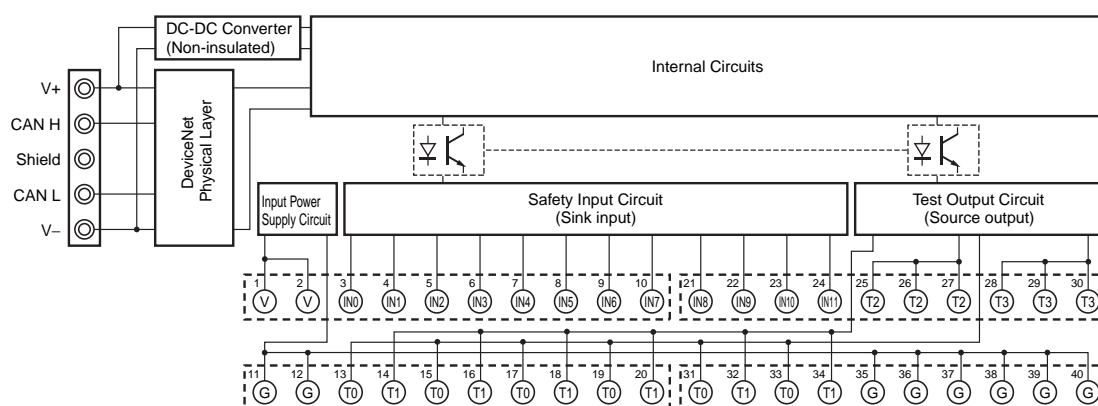 DC-DC Converter
(Non-insulated)
Internal Circuits
V+
CAN H
Shield
CAN L
V–
DeviceNet
Physical Layer
Input Power
Supply Circuit
Safety Input Circuit
(Sink input)
Test Output Circuit
(Source output)
1 2 3 4 5 6 7 8 9 10 21 22 23 24 25 26 27 28 29 30
V V IN0 IN1 IN2 IN3 IN4 IN5 IN6 IN7 IN8 IN9 IN10 IN11 T2 T2 T2 T3 T3 T3
11 12 13 14 15 16 17 18 19 20 31 32 33 34 35 36 37 38 39 40
G G T0 T1 T0 T1 T0 T1 T0 T1 T0 T1 T0 T1 G G G G G G